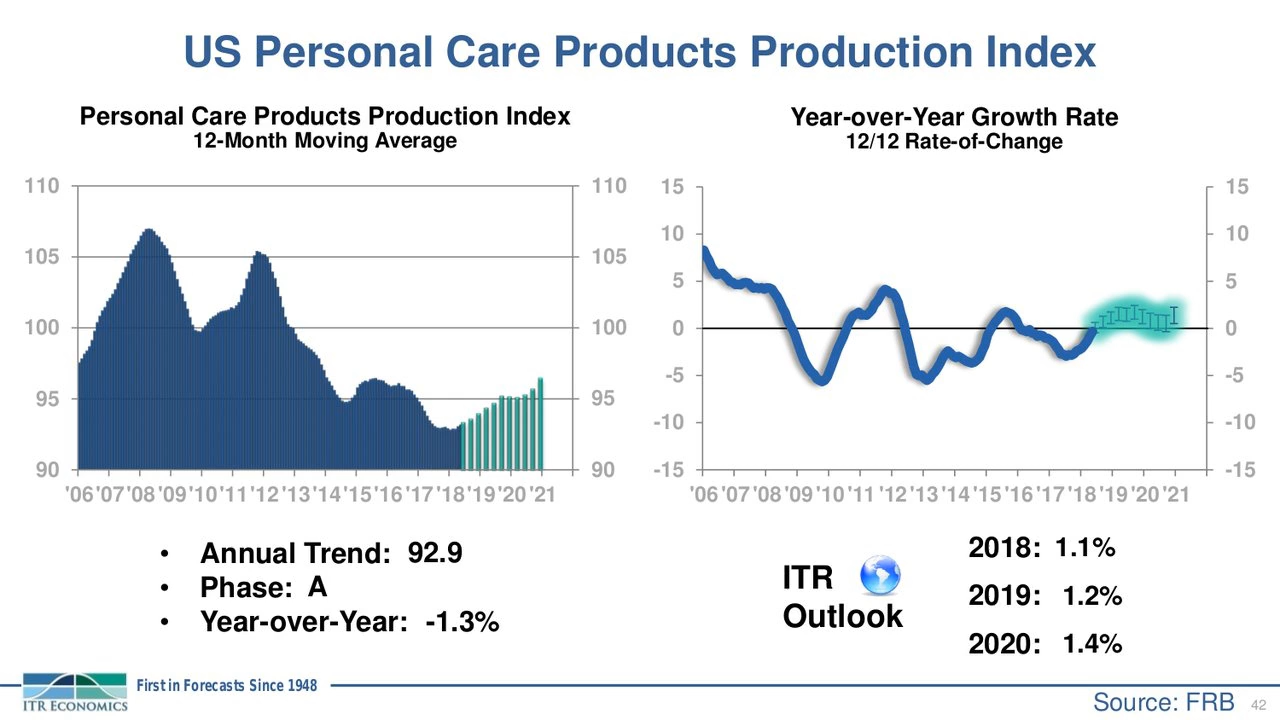 US Personal Care Products Production Index
Personal Care Products Production Index
12-Month Moving Average
110
105
100
95
90
110
105
100
95
90
'06 '07 '08 '09 '10 '11 '12 '13 '14 '15 '16 '17 '18 '19 '20 '21
Year-over-Year Growth Rate
12/12 Rate-of-Change
15
10
5
0
-5
-10
-15
15
10
5
0
-5
-10
-15
'06 '07 '08 '09 '10 '11 '12 '13 '14 '15 '16 '17 '18 '19 '20 '21
• Annual Trend: 92.9
• Phase: A
• Year-over-Year: -1.3%
ITR
Outlook
2018: 1.1%
2019: 1.2%
2020: 1.4%
ITR ECONOMICS
First in Forecasts Since 1948
Source: FRB
42